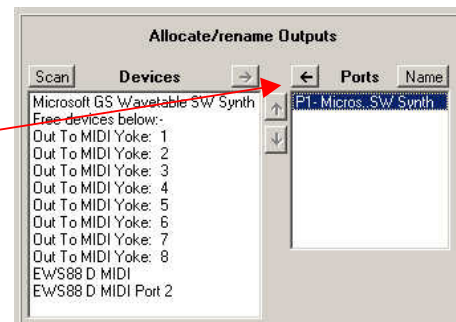 Allocate/rename Outputs
Scan Devices → ← Ports Name
Microsoft GS Wavetable SW Synth
Free devices below:-
Out To MIDI Yoke: 1
Out To MIDI Yoke: 2
Out To MIDI Yoke: 3
Out To MIDI Yoke: 4
Out To MIDI Yoke: 5
Out To MIDI Yoke: 6
Out To MIDI Yoke: 7
Out To MIDI Yoke: 8
EWS88 D MIDI
EWS88 D MIDI Port 2
P1- Micros..SW Synth